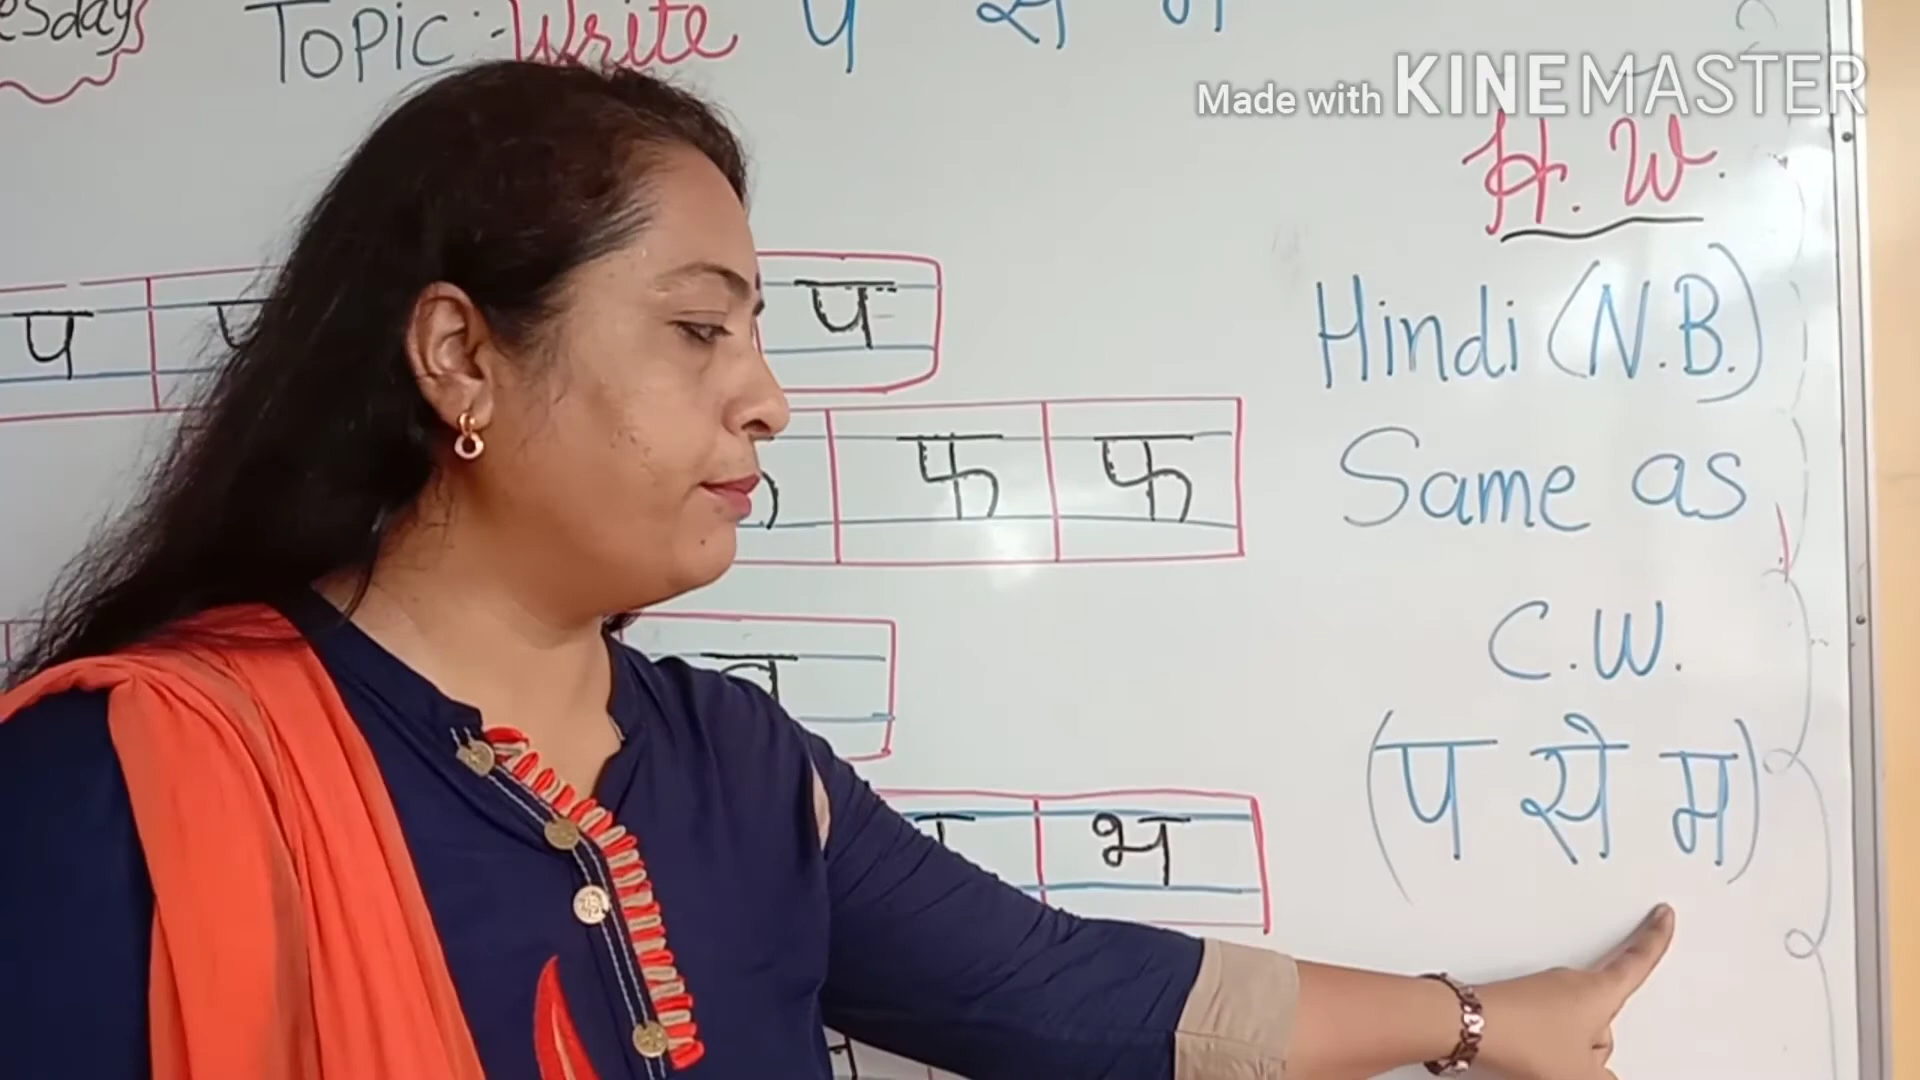 Topic:- Write प से म
Made with KINEMASTER
H.W.
Hindi (N.B.)
Same as
C.W.
(प से म)
प
प
फ फ
भ